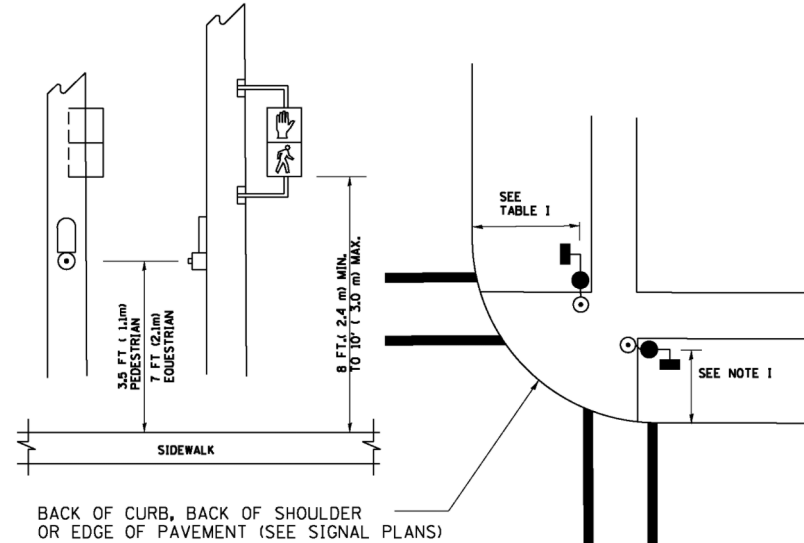 SEE
TABLE I
3.5 FT ( 1.1m)
PEDESTRIAN
7 FT (2.1m)
EQUESTRIAN
8 FT.( 2.4 m) MIN.
TO 10' ( 3.0 m) MAX.
SEE NOTE I
SIDEWALK
BACK OF CURB, BACK OF SHOULDER
OR EDGE OF PAVEMENT (SEE SIGNAL PLANS)